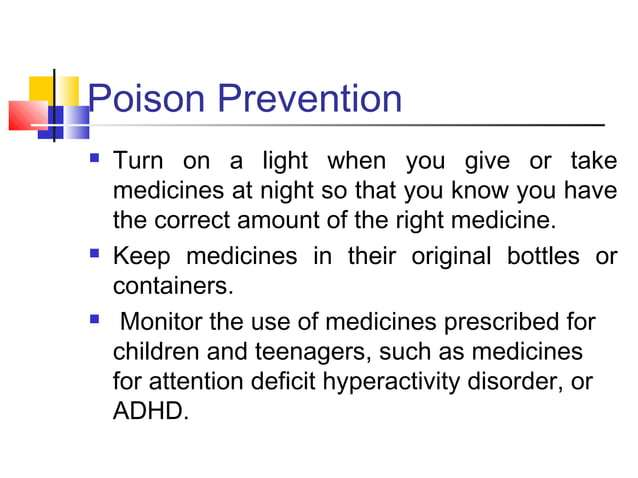 Poison Prevention
Turn on a light when you give or take
medicines at night so that you know you have
the correct amount of the right medicine.
Keep medicines in their original bottles or
containers.
Monitor the use of medicines prescribed for
children and teenagers, such as medicines
for attention deficit hyperactivity disorder, or
ADHD.